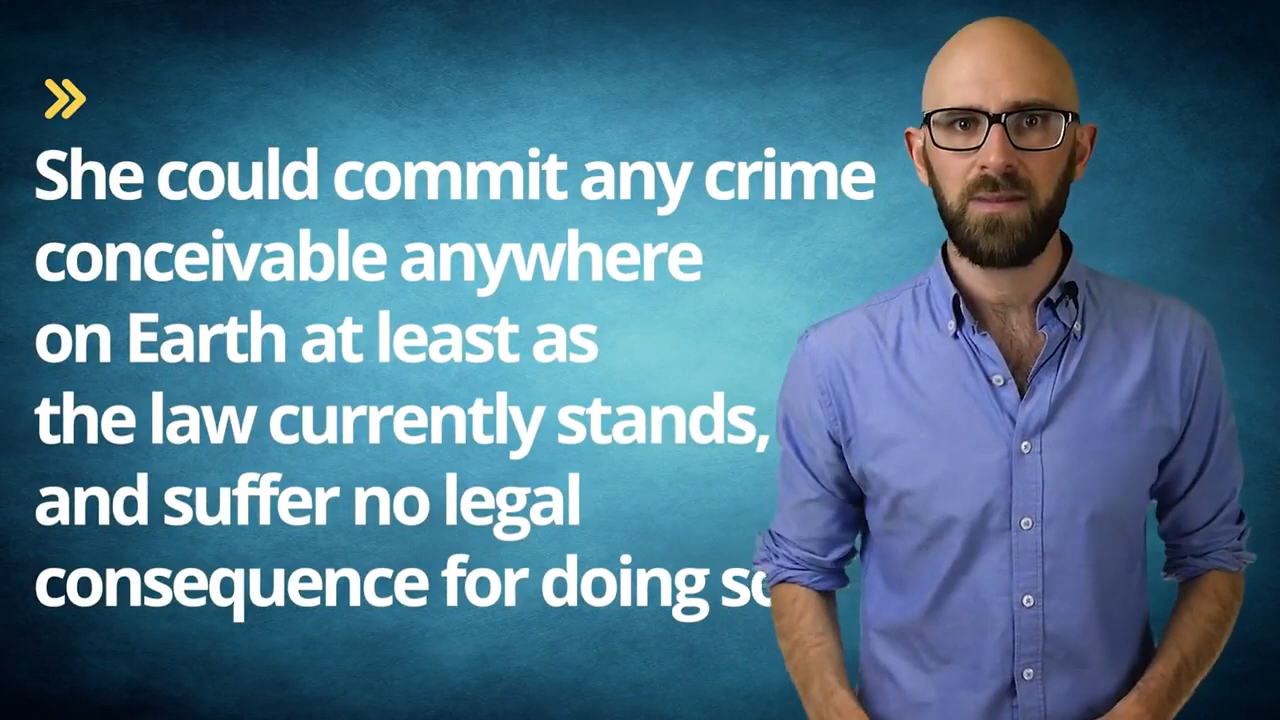 She could commit any crime
conceivable anywhere
on Earth at least as
the law currently stands,
and suffer no legal
consequence for doing so